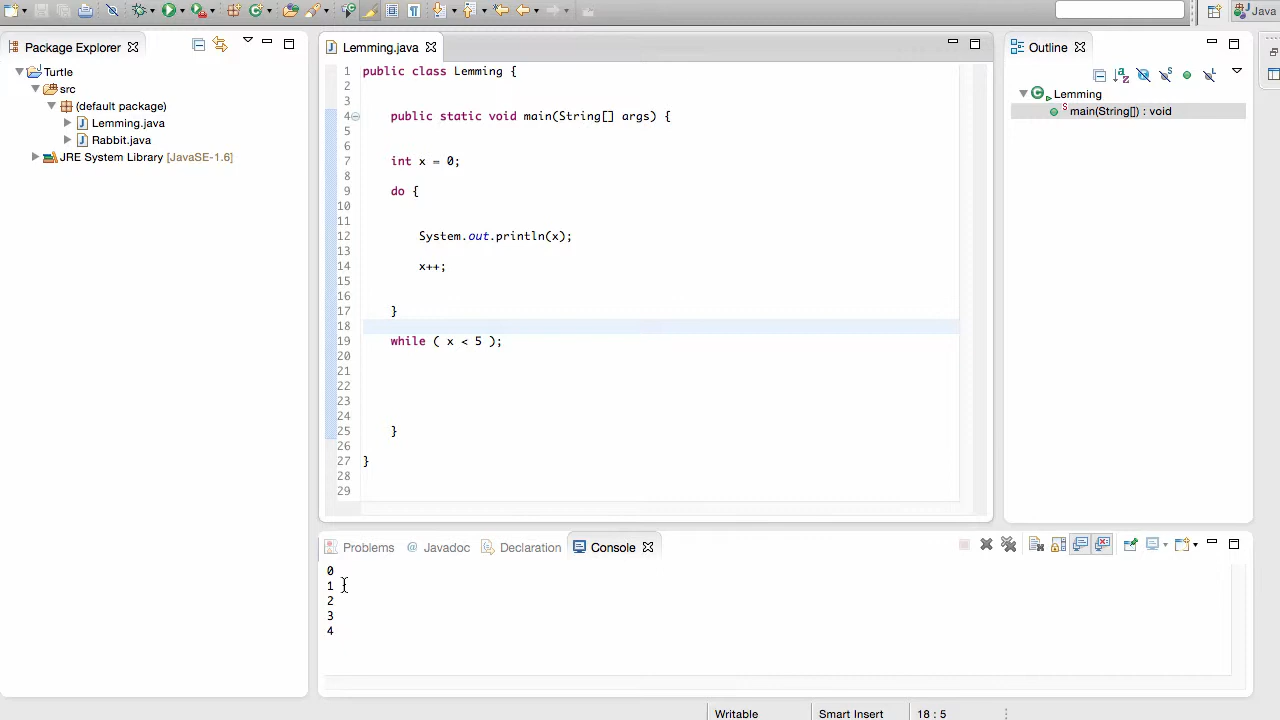 Java
Package Explorer
Turtle
src
(default package)
Lemming.java
Rabbit.java
JRE System Library [JavaSE-1.6]
Lemming.java
1 public class Lemming {
2
3
4 public static void main(String[] args) {
5
6
7 int x = 0;
8
9 do {
10
11
12 System.out.println(x);
13
14 x++;
15
16
17 }
18
19 while ( x < 5 );
20
21
22
23
24
25 }
26
27 }
28
29
Outline
Lemming
main(String[]) : void
Problems @ Javadoc Declaration Console
0
1
2
3
4
Writable Smart Insert 18 : 5